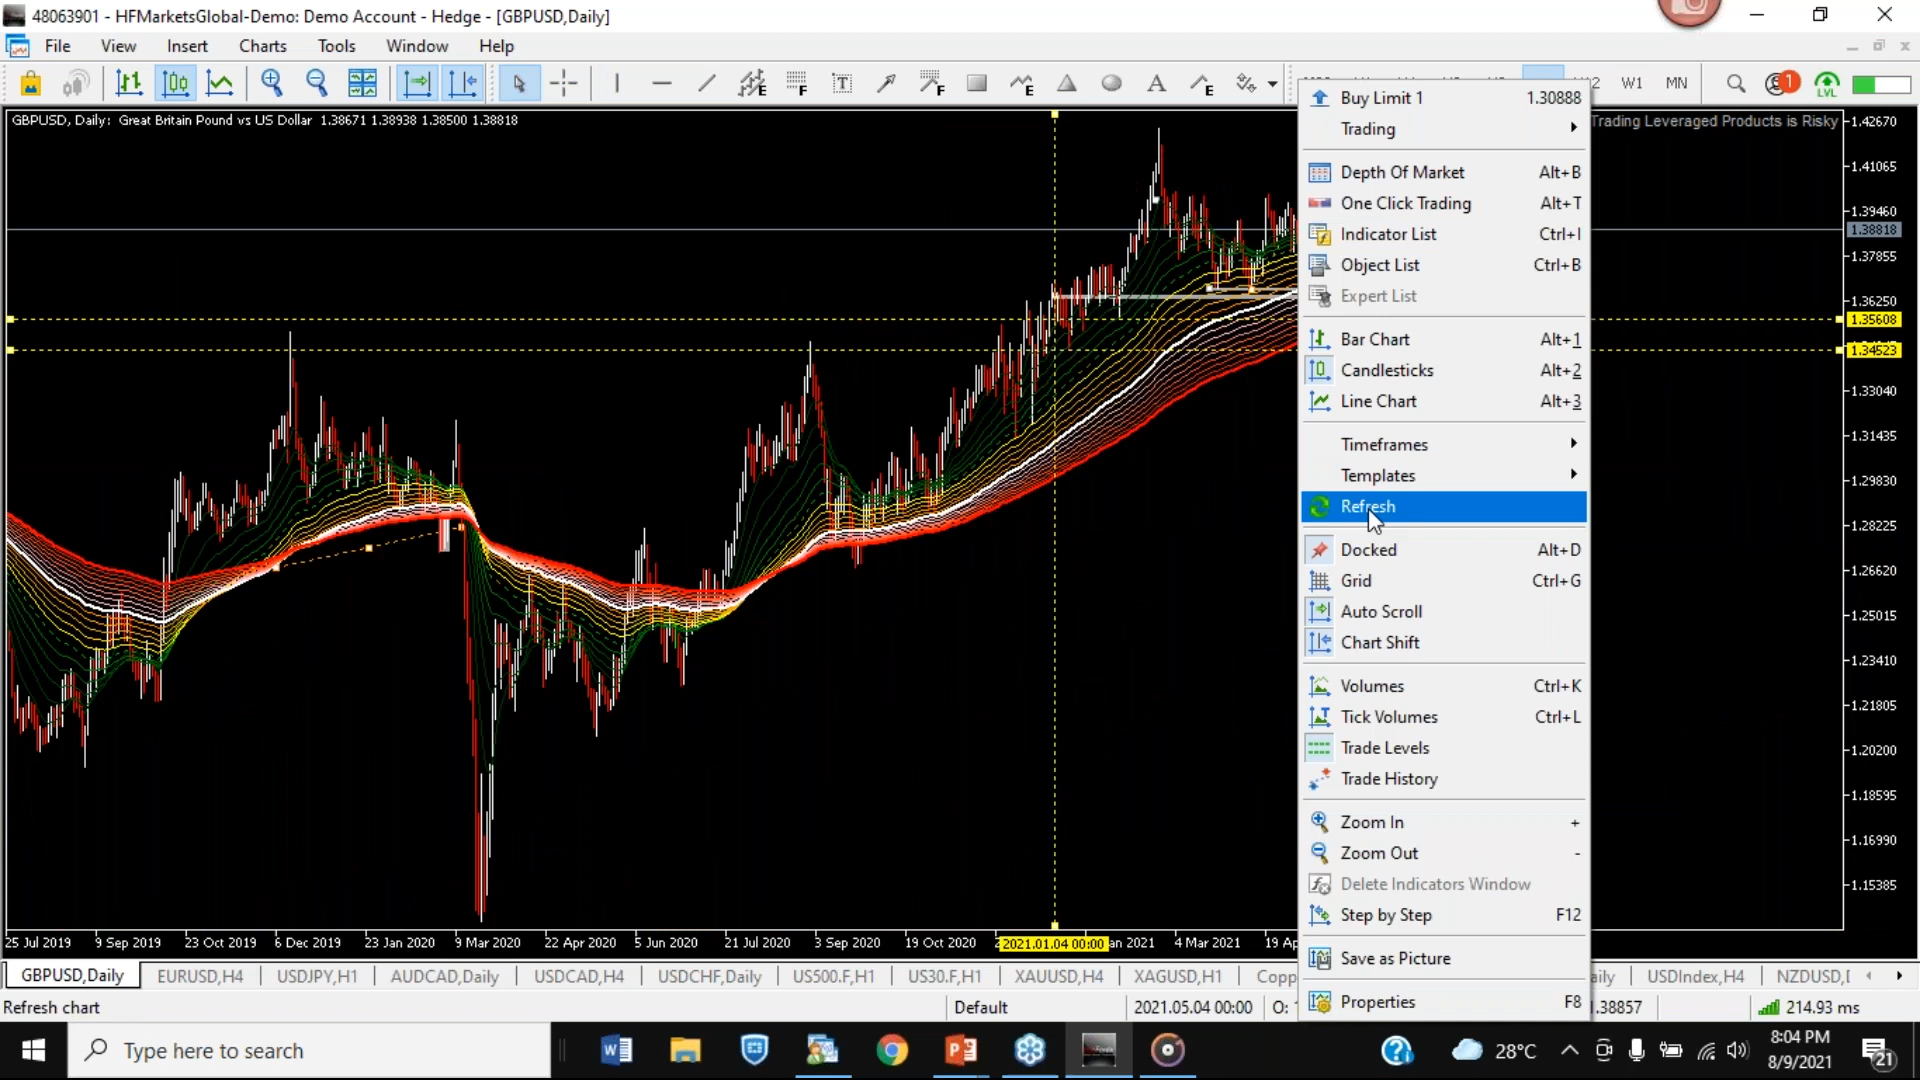 48063901 - HFMarketsGlobal-Demo: Demo Account - Hedge - [GBPUSD,Daily]
File View Insert Charts Tools Window Help
W1 MN 1 LVL
GBPUSD, Daily: Great Britain Pound vs US Dollar 1.38671 1.38938 1.38500 1.38818
Trading Leveraged Products is Risky
1.42670
1.41065
1.39460
1.38818
1.37855
1.36250
1.35608
1.34523
1.33040
1.31435
1.29830
1.28225
1.26620
1.25015
1.23410
1.21805
1.20200
1.18595
1.16990
1.15385
Buy Limit 1 1.30888
Trading
Depth Of Market Alt+B
One Click Trading Alt+T
Indicator List Ctrl+I
Object List Ctrl+B
Expert List
Bar Chart Alt+1
Candlesticks Alt+2
Line Chart Alt+3
Timeframes
Templates
Refresh
Docked Alt+D
Grid Ctrl+G
Auto Scroll
Chart Shift
Volumes Ctrl+K
Tick Volumes Ctrl+L
Trade Levels
Trade History
Zoom In +
Zoom Out -
Delete Indicators Window
Step by Step F12
Save as Picture
Properties F8
25 Jul 2019 9 Sep 2019 23 Oct 2019 6 Dec 2019 23 Jan 2020 9 Mar 2020 22 Apr 2020 5 Jun 2020 21 Jul 2020 3 Sep 2020 19 Oct 2020 2021.01.04 00:00 an 2021 4 Mar 2021 19 Ap
GBPUSD,Daily EURUSD,H4 USDJPY,H1 AUDCAD,Daily USDCAD,H4 USDCHF,Daily US500.F,H1 US30.F,H1 XAUUSD,H4 XAGUSD,H1 Copp aily USDIndex,H4 NZDUSD,
Refresh chart Default 2021.05.04 00:00 O: .38857 214.93 ms
Type here to search 28°C 8:04 PM
8/9/2021 21